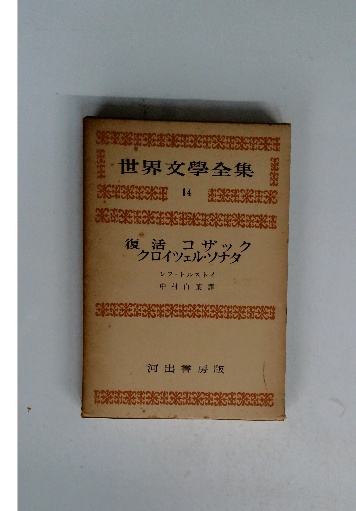 世界文學全集
14
復活 コザック
クロイツェル・ソナタ
レフ・トルストイ
中村白葉譯
河出書房版